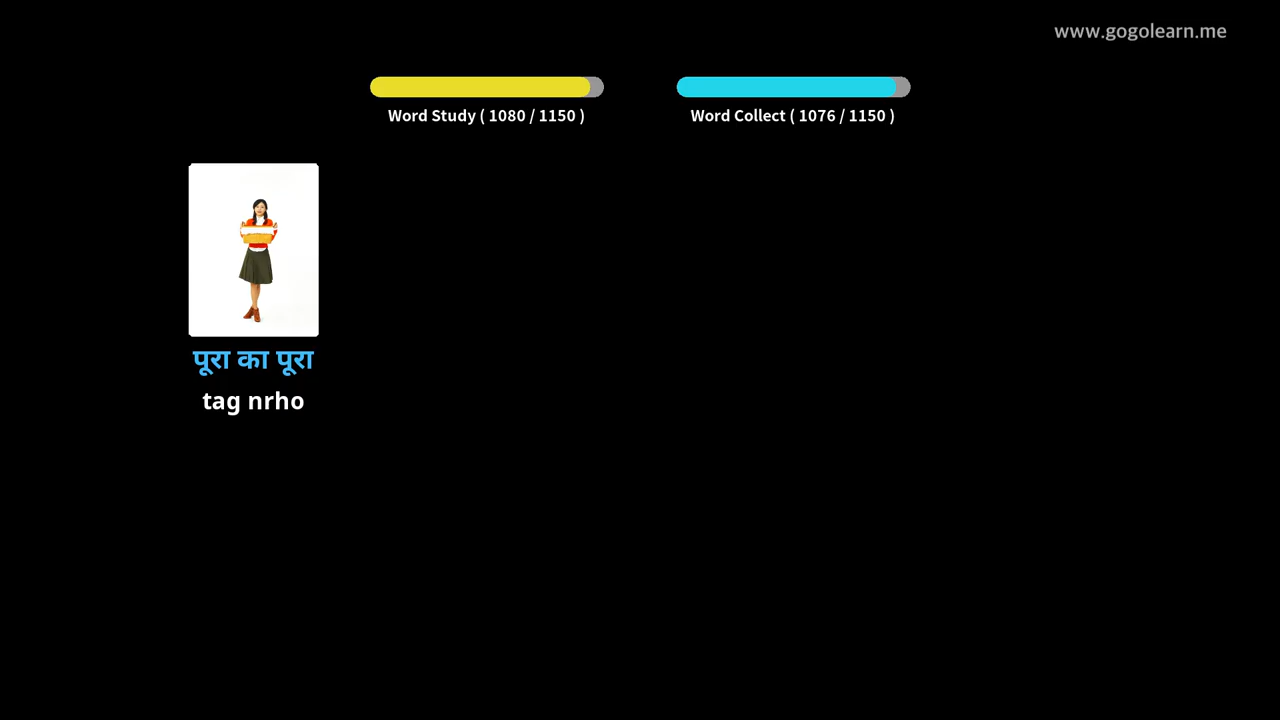 www.gogolearn.me
Word Study ( 1080 / 1150 )
Word Collect ( 1076 / 1150 )
पूरा का पूरा
tag nrho